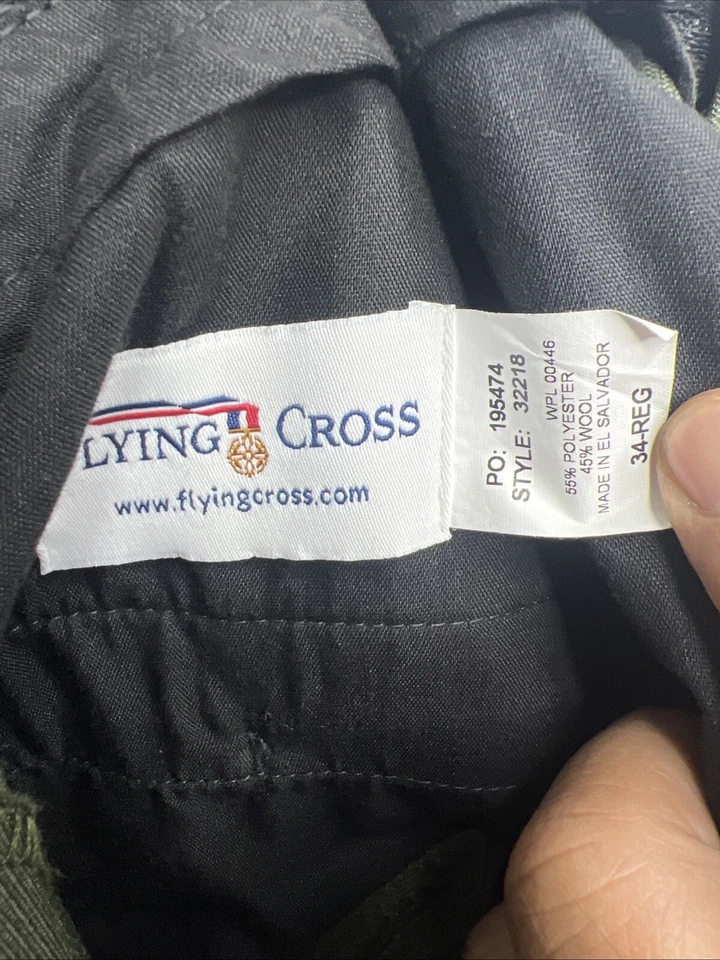 FLYING CROSS
www.flyingcross.com
PO: 195474
STYLE: 32218
WPL 00446
55% POLYESTER
45% WOOL
MADE IN EL SALVADOR
34-REG